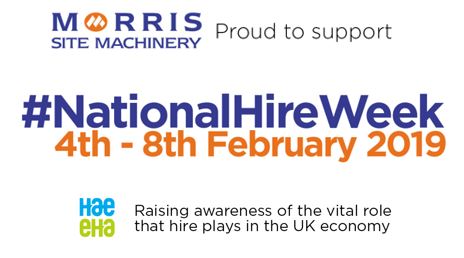 MORRIS
SITE MACHINERY
Proud to support
#NationalHireWeek
4th - 8th February 2019
Hae
eHa
Raising awareness of the vital role
that hire plays in the UK economy